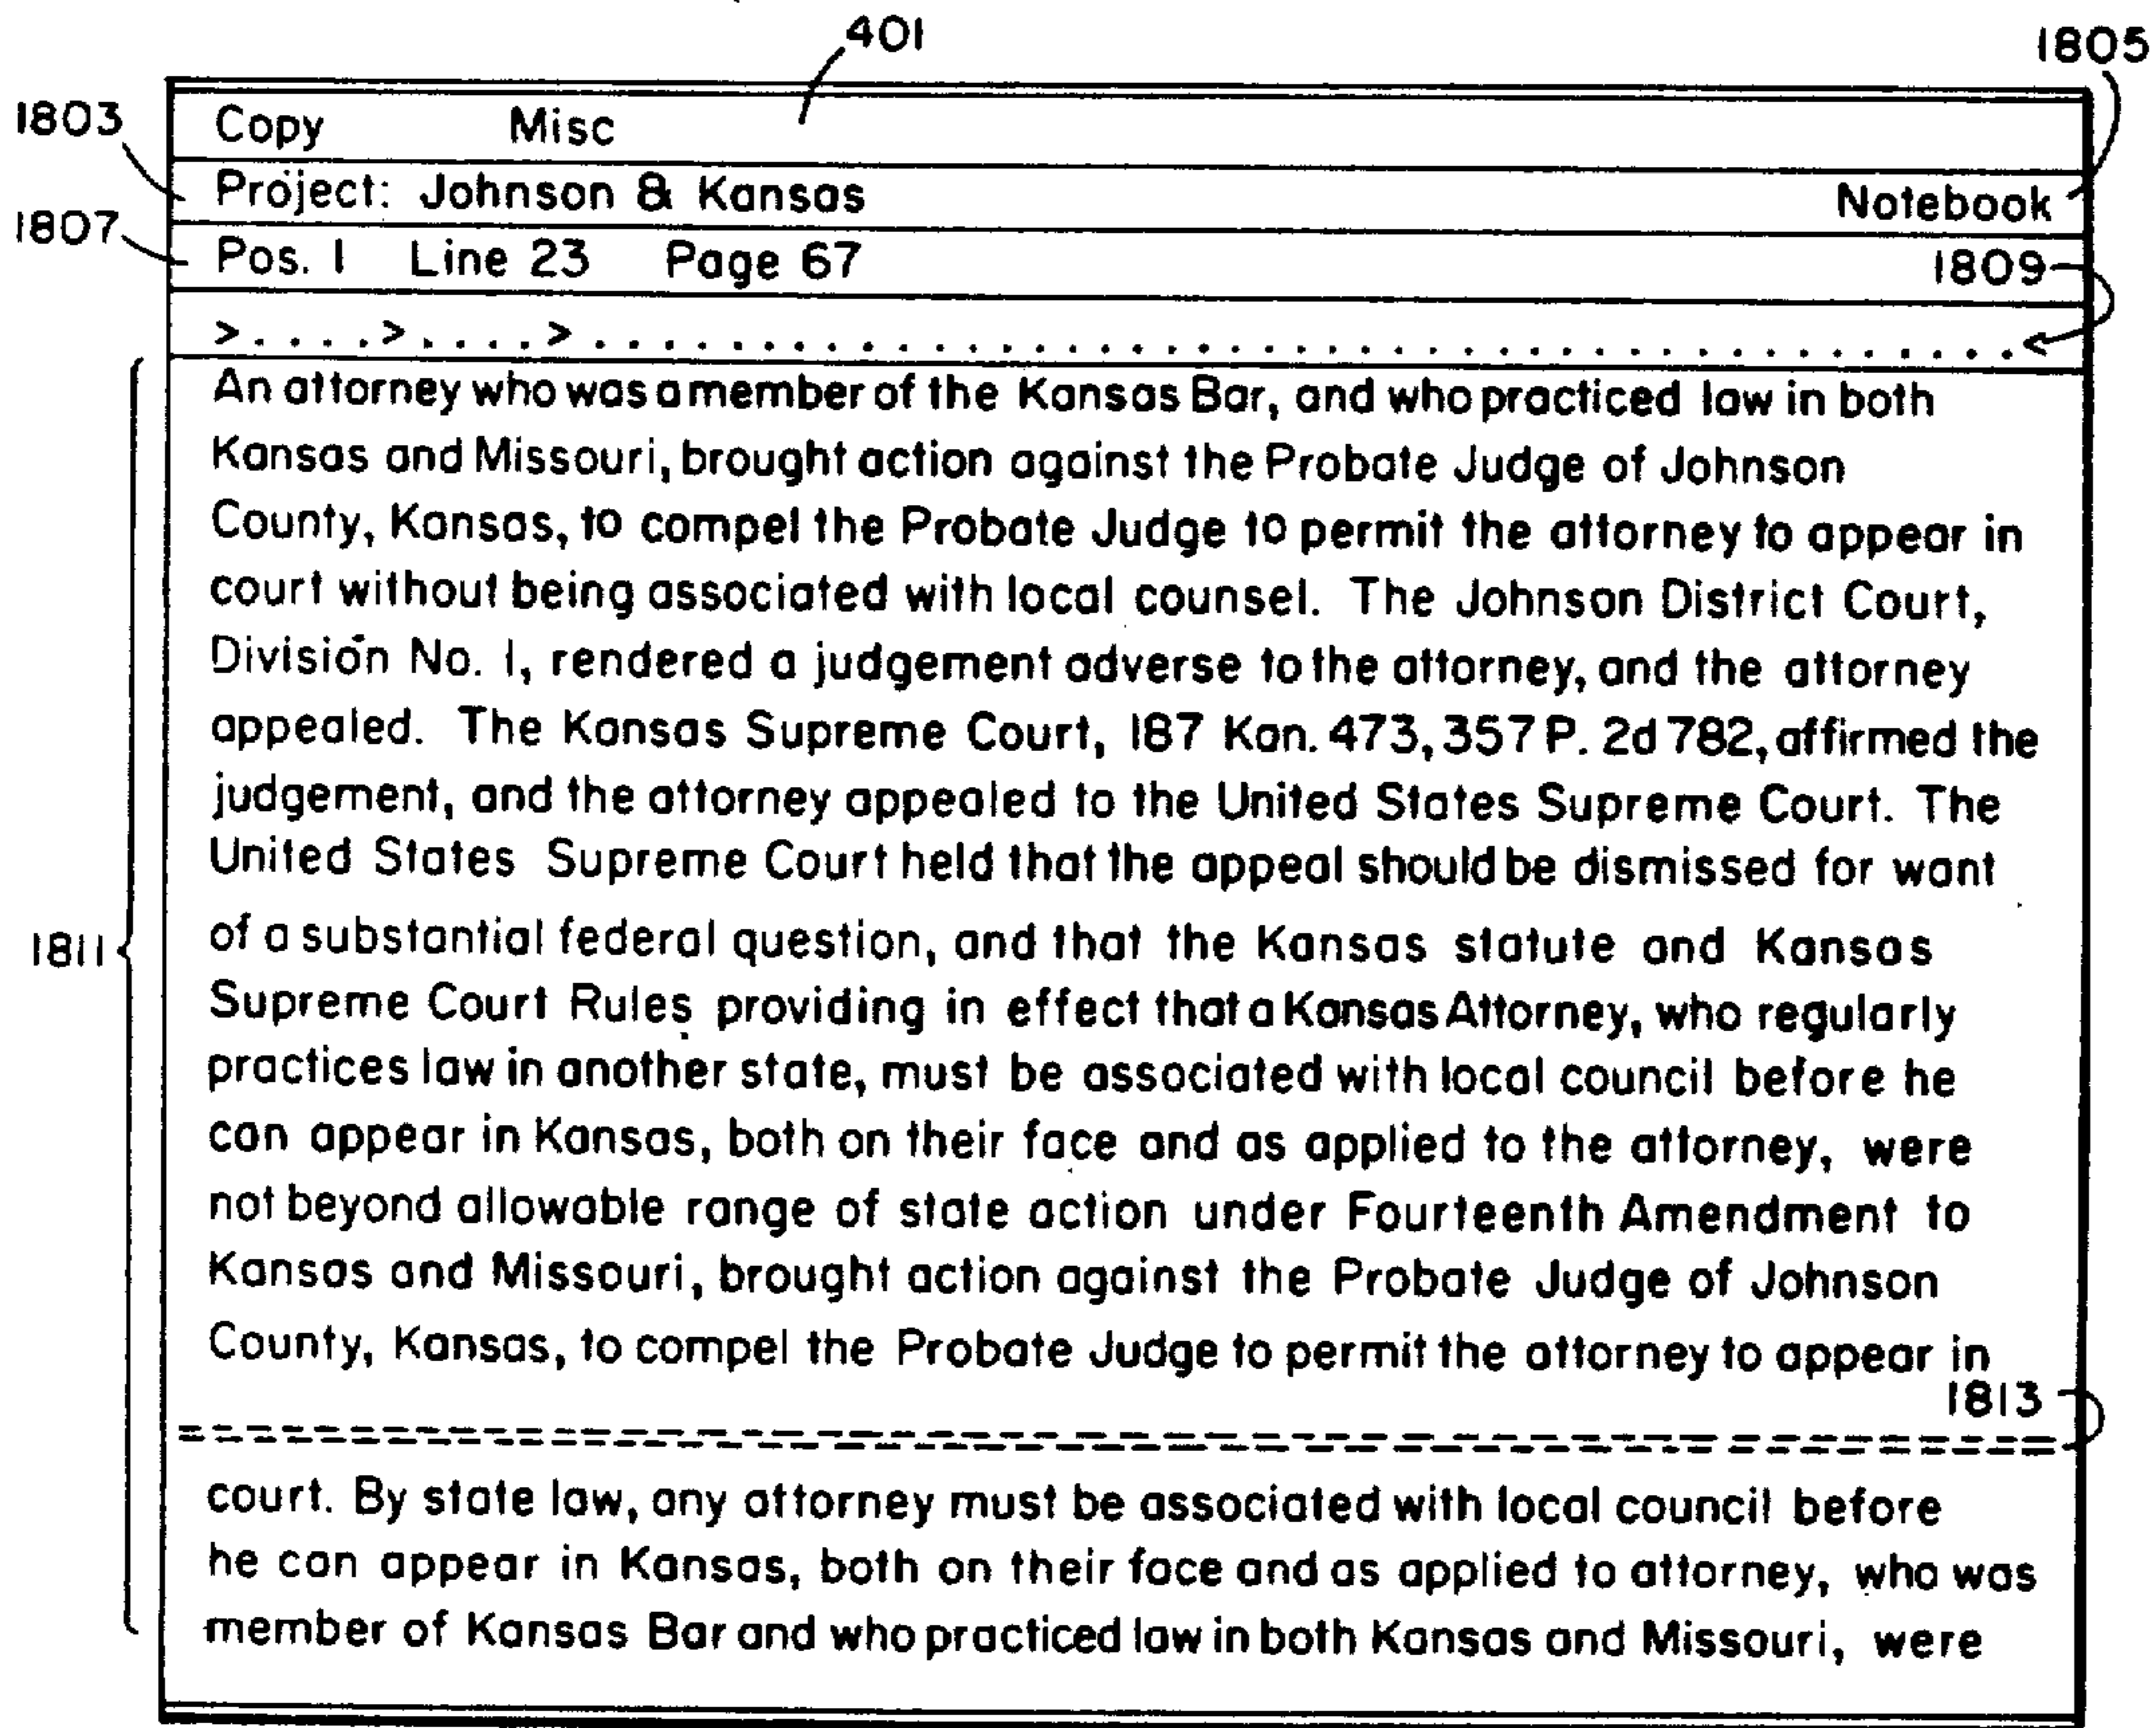 401
1805
1803
Copy Misc
Project: Johnson & Kansas Notebook
1807
Pos. 1 Line 23 Page 67
1809
>....>....>...........................................<
An attorney who was a member of the Kansas Bar, and who practiced law in both
Kansas and Missouri, brought action against the Probate Judge of Johnson
County, Kansas, to compel the Probate Judge to permit the attorney to appear in
court without being associated with local counsel. The Johnson District Court,
Division No. 1, rendered a judgement adverse to the attorney, and the attorney
appealed. The Kansas Supreme Court, 187 Kan. 473, 357 P. 2d 782, affirmed the
judgement, and the attorney appealed to the United States Supreme Court. The
United States Supreme Court held that the appeal should be dismissed for want
1811
of a substantial federal question, and that the Kansas statute and Kansas
Supreme Court Rules providing in effect that a Kansas Attorney, who regularly
practices law in another state, must be associated with local council before he
can appear in Kansas, both on their face and as applied to the attorney, were
not beyond allowable range of state action under Fourteenth Amendment to
Kansas and Missouri, brought action against the Probate Judge of Johnson
County, Kansas, to compel the Probate Judge to permit the attorney to appear in
1813
court. By state law, any attorney must be associated with local council before
he can appear in Kansas, both on their face and as applied to attorney, who was
member of Kansas Bar and who practiced law in both Kansas and Missouri, were